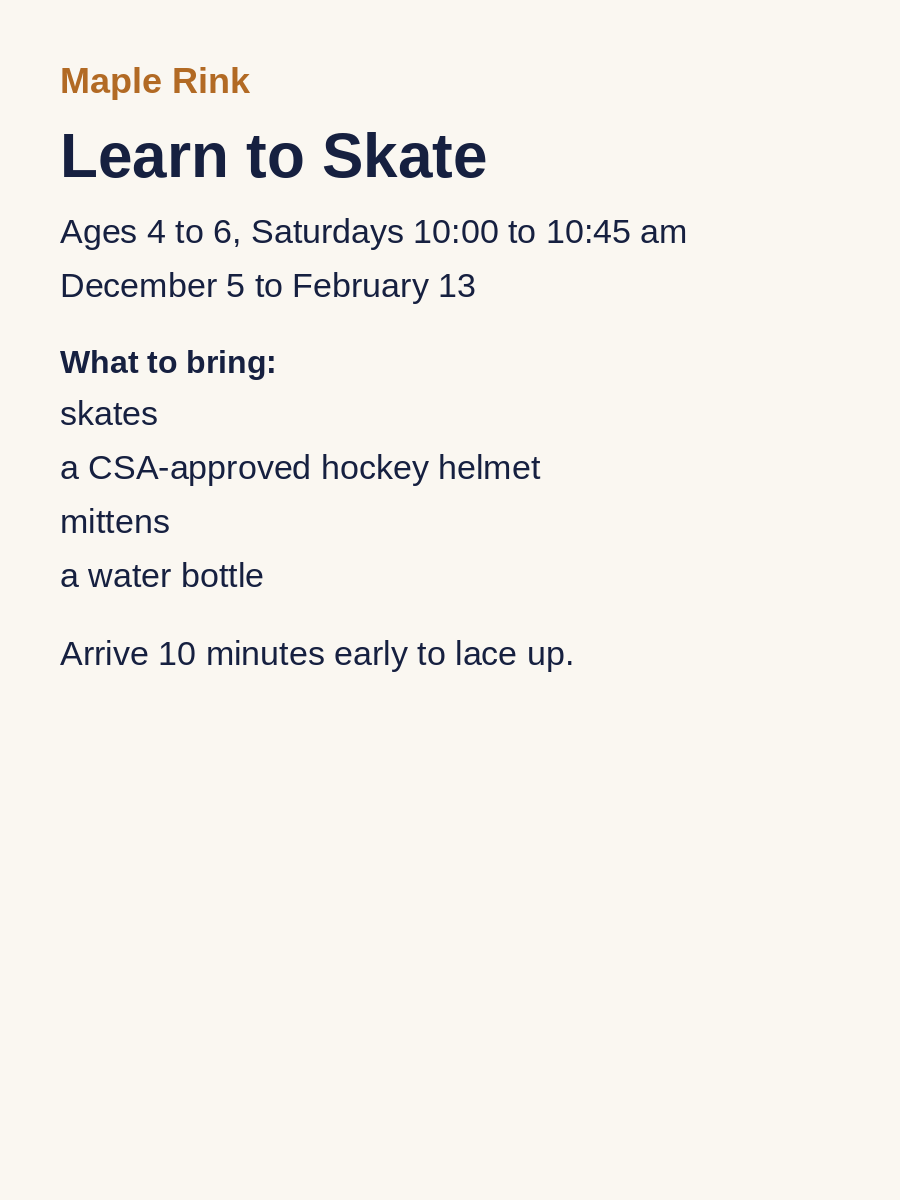 Maple Rink
Learn to Skate
Ages 4 to 6, Saturdays 10:00 to 10:45 am
December 5 to February 13
What to bring:
skates
a CSA-approved hockey helmet
mittens
a water bottle
Arrive 10 minutes early to lace up.